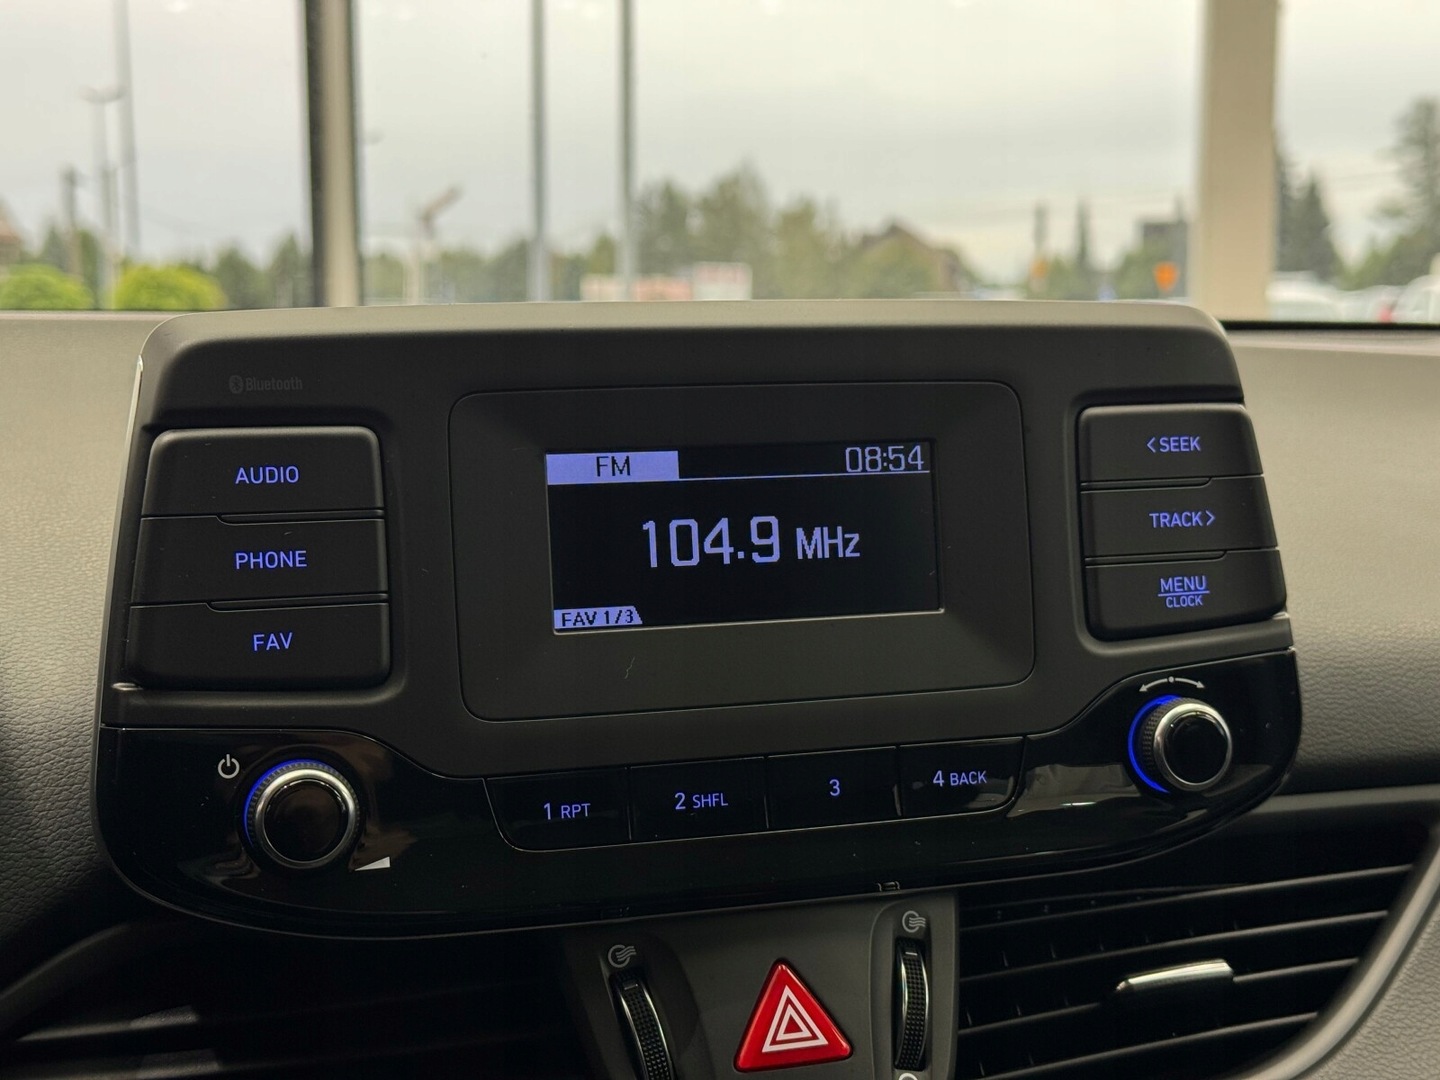 Bluetooth
AUDIO
PHONE
FAV
FM 08:54
104.9 MHz
FAV 1/3
<SEEK
TRACK>
MENU
CLOCK
1 RPT
2 SHFL
3
4 BACK